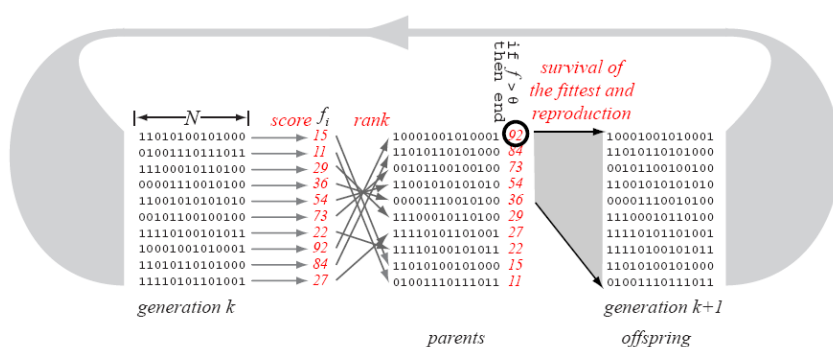 if f > θ
then end
survival of
the fittest and
reproduction
N
score
f_i
rank
11010100101000 → 15
01001110111011 → 11
11100010110100 → 29
00001110010100 → 36
11001010101010 → 54
00101100100100 → 73
11110100101011 → 22
10001001010001 → 92
11010110101000 → 84
11110101101001 → 27
generation k
10001001010001 92
11010110101000 84
00101100100100 73
11001010101010 54
00001110010100 36
11100010110100 29
11110101101001 27
11110100101011 22
11010100101000 15
01001110111011 11
parents
10001001010001
11010110101000
00101100100100
11001010101010
00001110010100
11100010110100
11110101101001
11110100101011
11010100101000
01001110111011
generation k+1
offspring